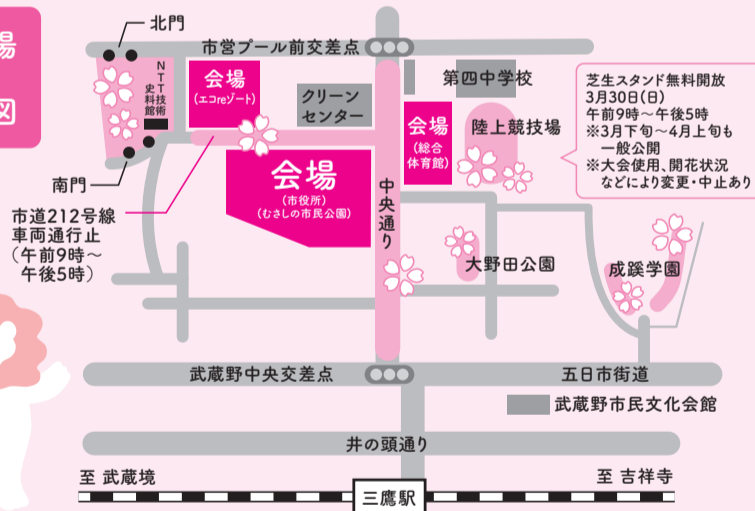 場
図
北門
市営プール前交差点
NTT技術
史料館
会場
(エコreゾート)
クリーン
センター
第四中学校
会場
(総合
体育館)
陸上競技場
芝生スタンド無料開放
3月30日(日)
午前9時～午後5時
※3月下旬～4月上旬も
一般公開
※大会使用、開花状況
などにより変更・中止あり
会場
(市役所)
(むさしの市民公園)
中央通り
南門
市道212号線
車両通行止
(午前9時～
午後5時)
大野田公園
成蹊学園
武蔵野中央交差点
五日市街道
武蔵野市民文化会館
井の頭通り
至 武蔵境
至 吉祥寺
三鷹駅